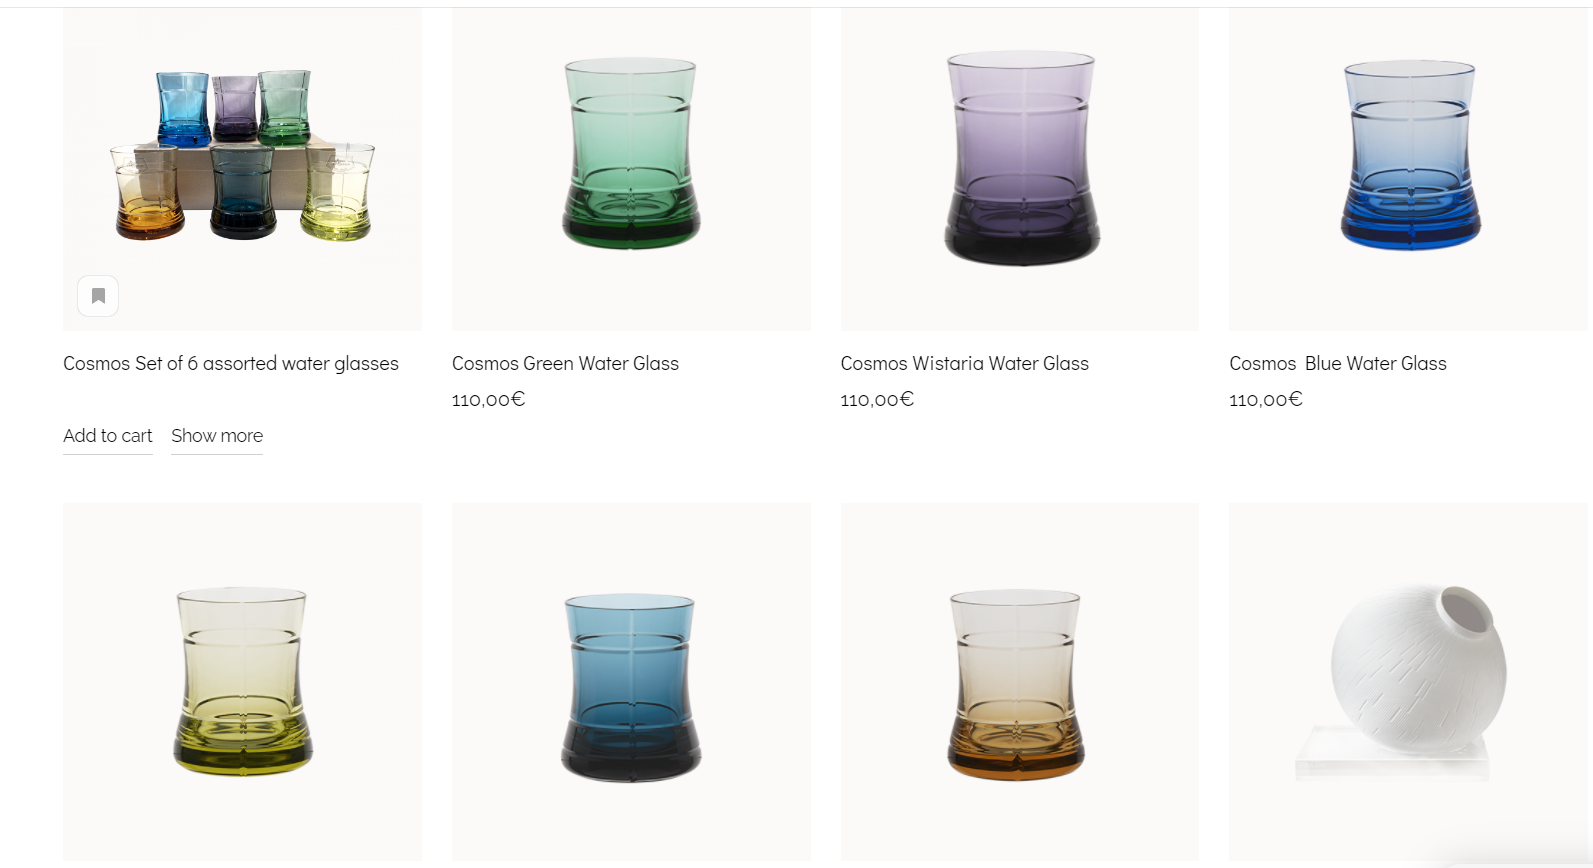 Cosmos Set of 6 assorted water glasses
Add to cart
Show more
Cosmos Green Water Glass
110,00€
Cosmos Wistaria Water Glass
110,00€
Cosmos Blue Water Glass
110,00€